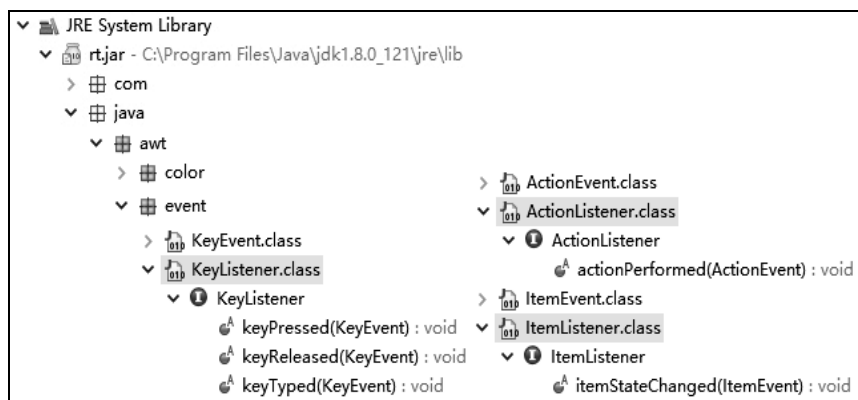 JRE System Library
rt.jar - C:\Program Files\Java\jdk1.8.0_121\jre\lib
com
java
awt
color
event
KeyEvent.class
KeyListener.class
KeyListener
keyPressed(KeyEvent) : void
keyReleased(KeyEvent) : void
keyTyped(KeyEvent) : void
ActionEvent.class
ActionListener.class
ActionListener
actionPerformed(ActionEvent) : void
ItemEvent.class
ItemListener.class
ItemListener
itemStateChanged(ItemEvent) : void